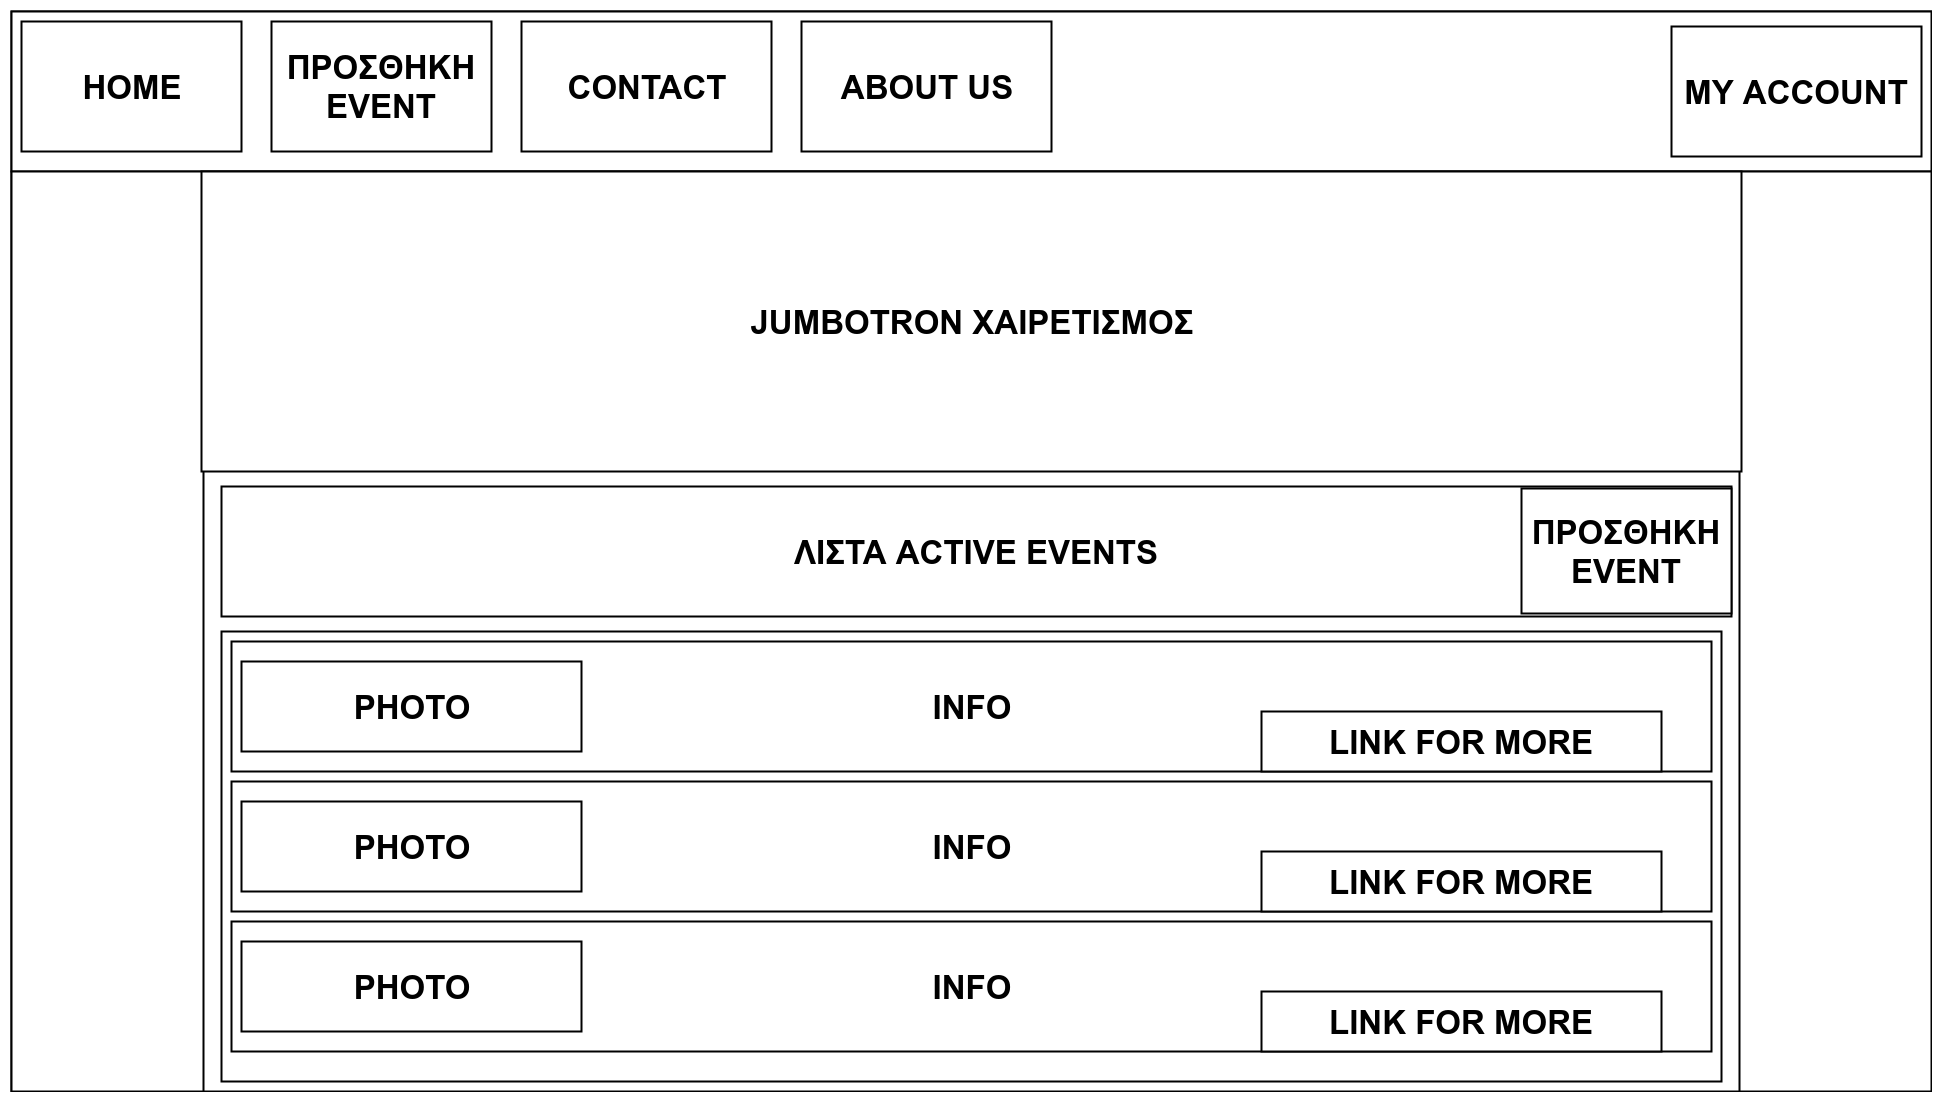 HOME
ΠΡΟΣΘΗΚΗ
EVENT
CONTACT
ABOUT US
MY ACCOUNT
JUMBOTRON ΧΑΙΡΕΤΙΣΜΟΣ
ΛΙΣΤΑ ACTIVE EVENTS
ΠΡΟΣΘΗΚΗ
EVENT
PHOTO
INFO
LINK FOR MORE
PHOTO
INFO
LINK FOR MORE
PHOTO
INFO
LINK FOR MORE